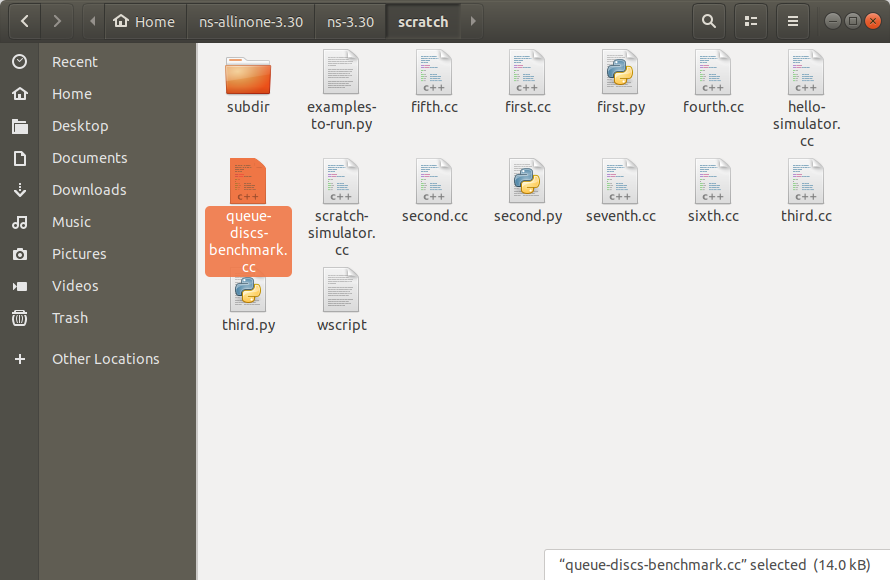 Home
ns-allinone-3.30
ns-3.30
scratch
Recent
Home
Desktop
Documents
Downloads
Music
Pictures
Videos
Trash
Other Locations
subdir
examples-
to-run.py
c++
fifth.cc
c++
first.cc
first.py
c++
fourth.cc
c++
hello-
simulator.
cc
c++
queue-
discs-
benchmark.
cc
c++
scratch-
simulator.
cc
c++
second.cc
second.py
c++
seventh.cc
c++
sixth.cc
c++
third.cc
third.py
wscript
“queue-discs-benchmark.cc” selected (14.0 kB)